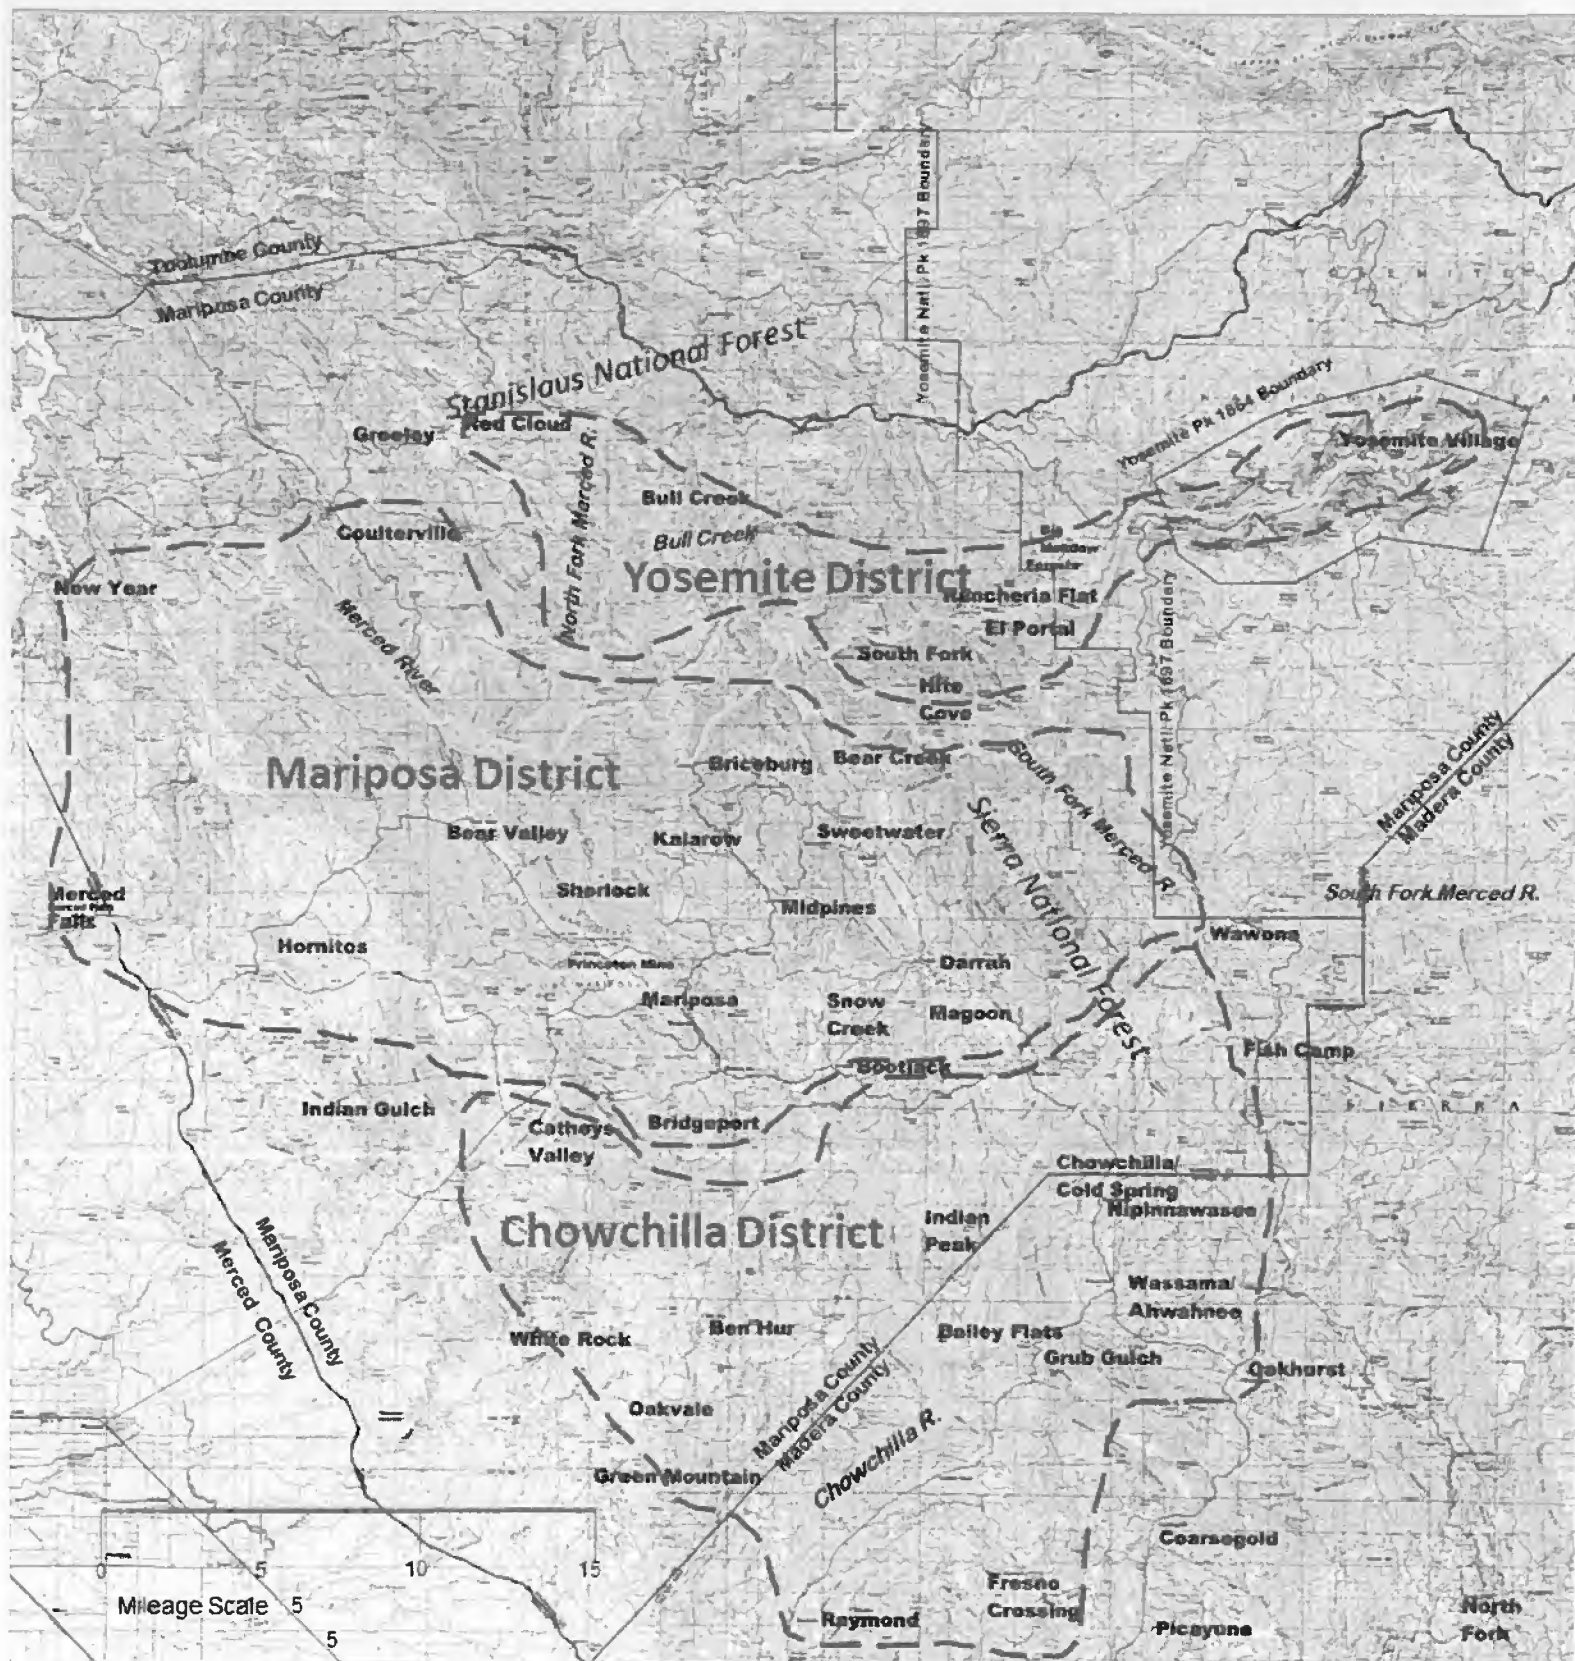 Yosemite Natl Pk 1897 Boundary
Toolumne County
Mariposa County
Y O S E M I T E
Stanislaus National Forest
Yosemite Pk 1864 Boundary
Greeley
Red Cloud
Yosemite Village
North Fork Merced R.
Bull Creek
Bull Creek
Coulterville
Big
Meadow
Yosemite District
New Year
Rancheria Flat
Merced River
El Portal
South Fork
Hite
Cove
Yosemite Natl Pk 1897 Boundary
Mariposa County
Madera County
Mariposa District
Briceburg
Bear Creek
South Fork Merced R.
Bear Valley
Kalarow
Sweetwater
Sierra National Forest
Sherlock
Midpines
South Fork Merced R.
Merced
Falls
Hornitos
Wawona
Princeton Mine
Darrah
Mariposa
Snow
Creek
Magoon
Fish Camp
Bootjack
Indian Gulch
Bridgeport
S I E R R A
Catheys
Valley
Chowchilla/
Cold Spring
Nipinnawasee
Chowchilla District
Indian
Peak
Mariposa County
Merced County
Wassama/
Ahwahnee
White Rock
Ben Hur
Bailey Flats
Grub Gulch
Oakhurst
Oakvale
Mariposa County
Madera County
Green Mountain
Chowchilla R.
Coarsegold
0 5 10 15
Mileage Scale 5
5
Fresno
Crossing
Raymond
Picayune
North
Fork